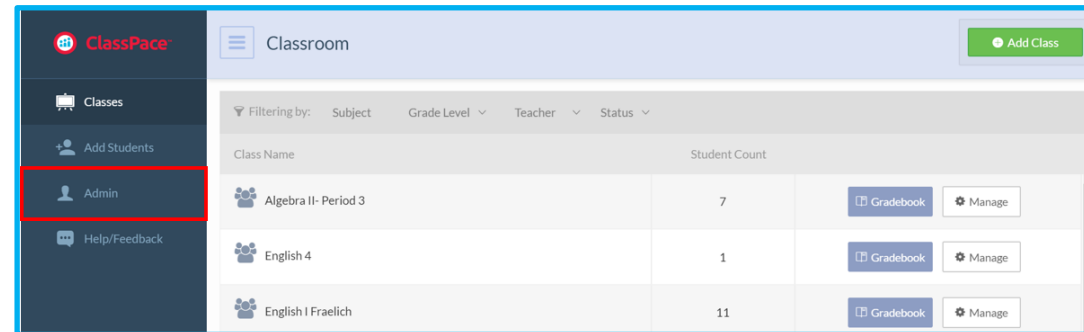 ClassPace™
Classroom
Add Class
Classes
Add Students
Admin
Help/Feedback
Filtering by: Subject Grade Level Teacher Status
Class Name Student Count
Algebra II- Period 3 7 Gradebook Manage
English 4 1 Gradebook Manage
English I Fraelich 11 Gradebook Manage